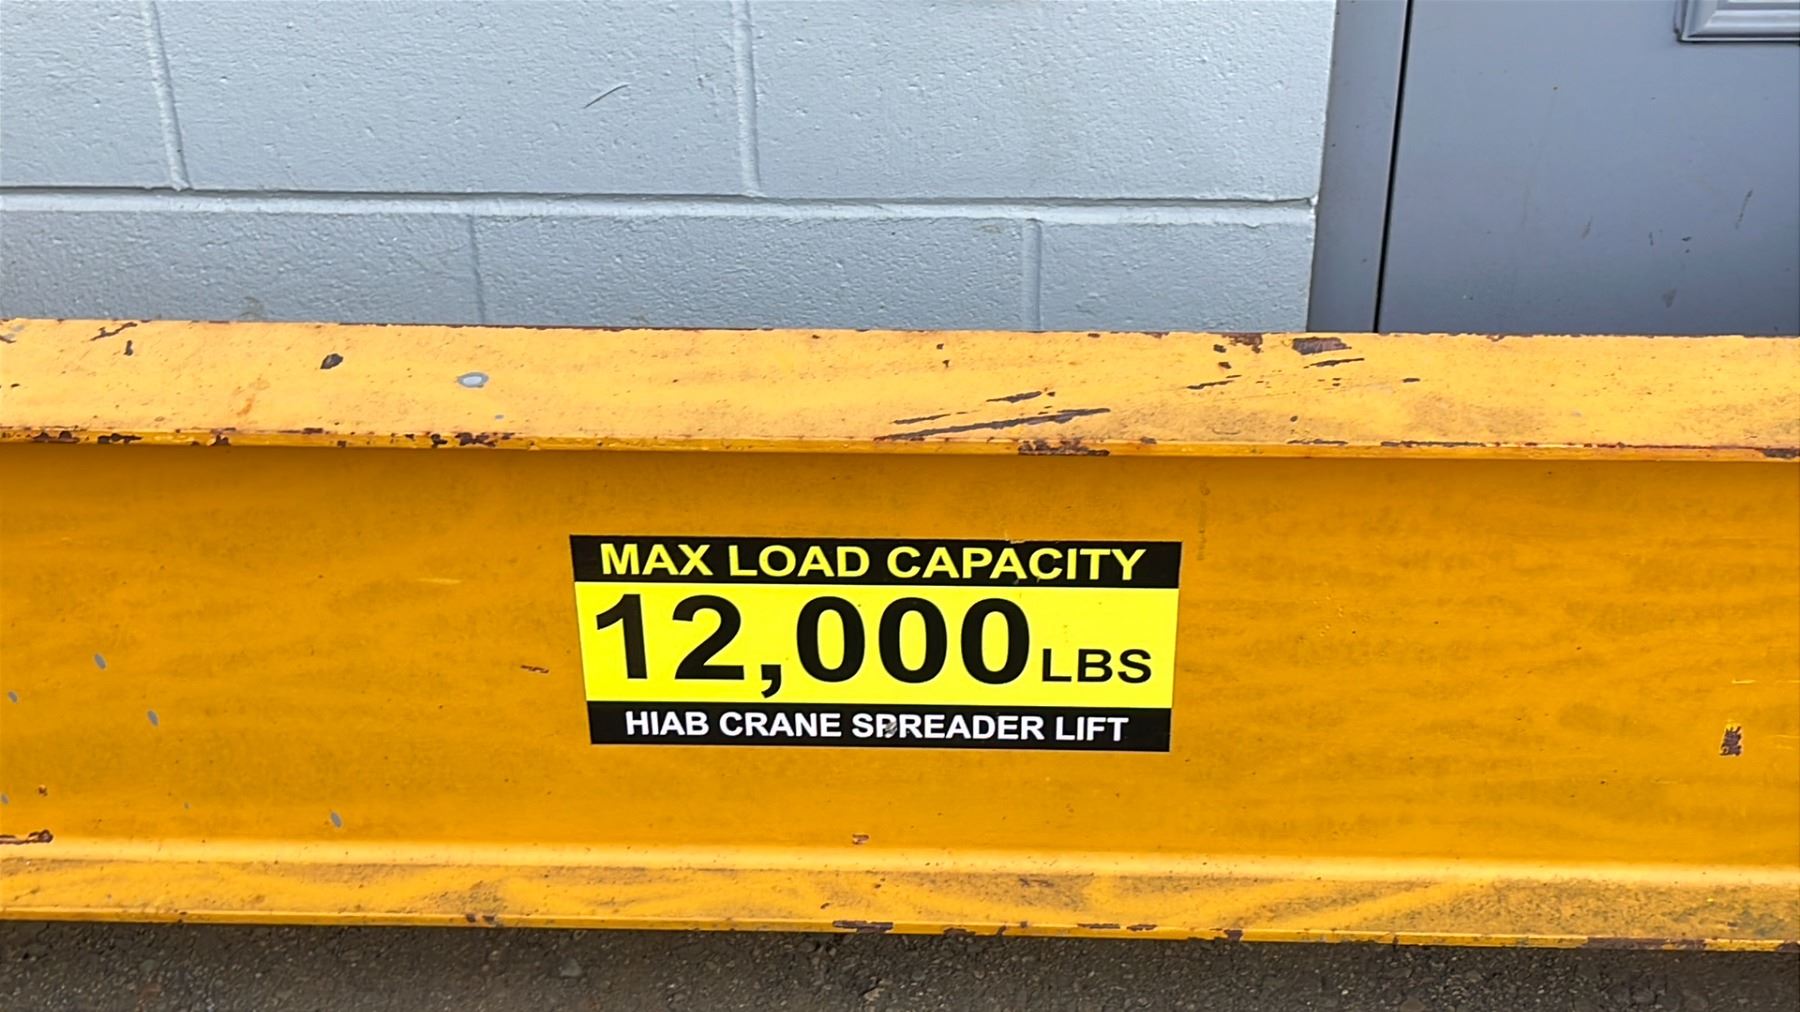 MAX LOAD CAPACITY
12,000 LBS
HIAB CRANE SPREADER LIFT